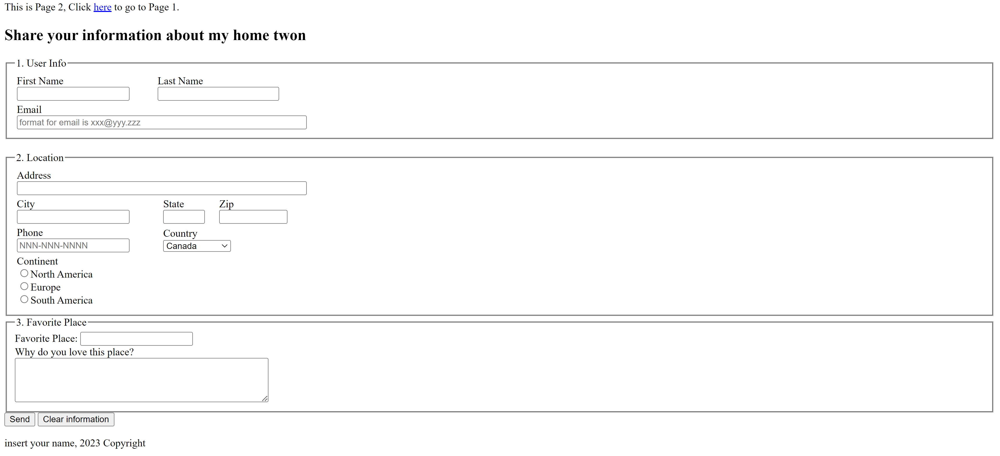 This is Page 2, Click here to go to Page 1.
Share your information about my home twon
1. User Info
First Name Last Name
Email
format for email is xxx@yyy.zzz
2. Location
Address
City State Zip
Phone Country
NNN-NNN-NNNN Canada
Continent
North America
Europe
South America
3. Favorite Place
Favorite Place:
Why do you love this place?
Send Clear information
insert your name, 2023 Copyright